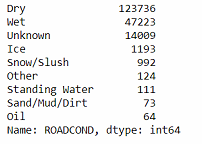 Dry 123736
Wet 47223
Unknown 14009
Ice 1193
Snow/Slush 992
Other 124
Standing Water 111
Sand/Mud/Dirt 73
Oil 64
Name: ROADCOND, dtype: int64